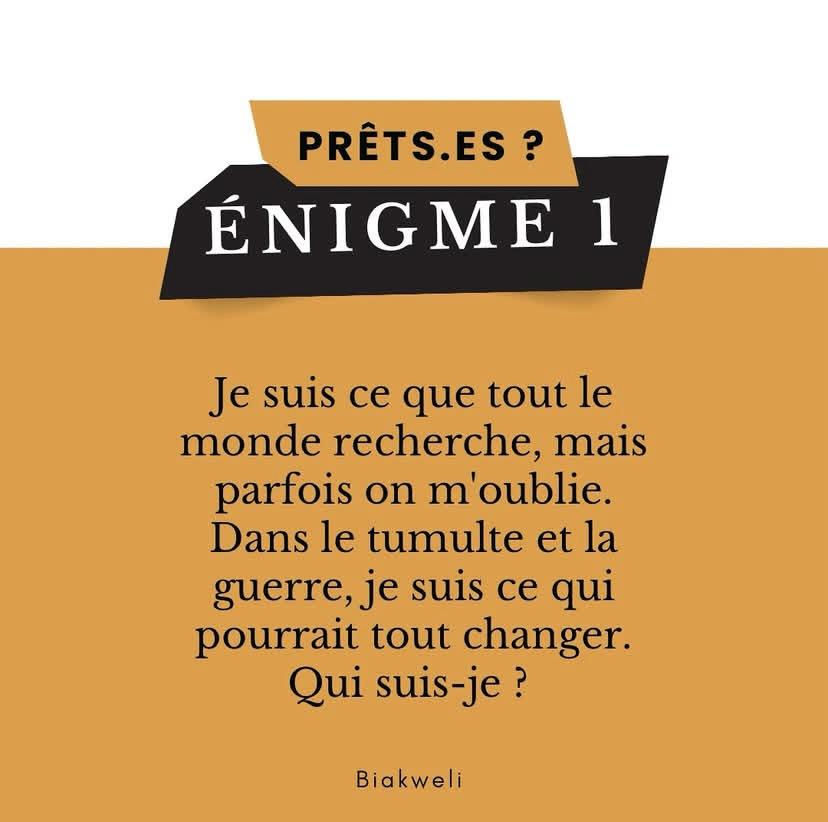 PRÊTS.ES ?
ÉNIGME 1
Je suis ce que tout le
monde recherche, mais
parfois on m'oublie.
Dans le tumulte et la
guerre, je suis ce qui
pourrait tout changer.
Qui suis-je ?
Biakweli